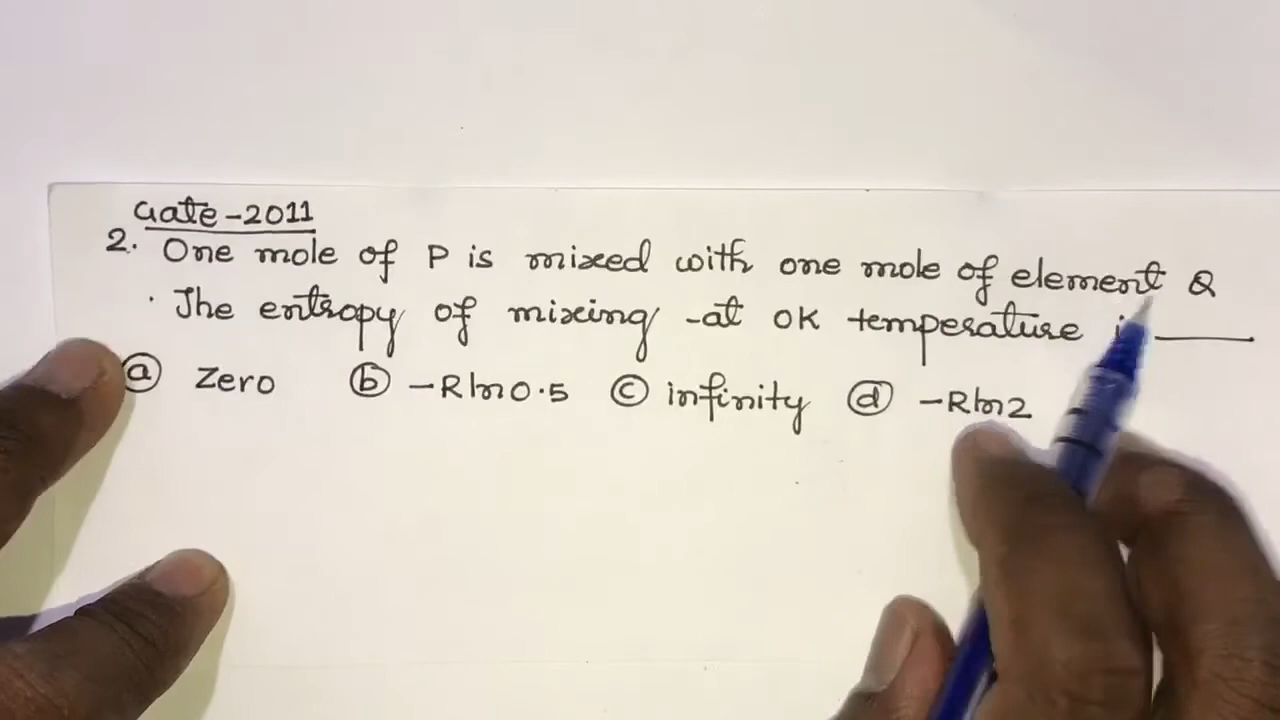 Gate-2011
2. One mole of P is mixed with one mole of element Q
. The entropy of mixing -at 0K temperature i
ⓐ Zero ⓑ -Rln0.5 ⓒ infinity ⓓ -Rln2